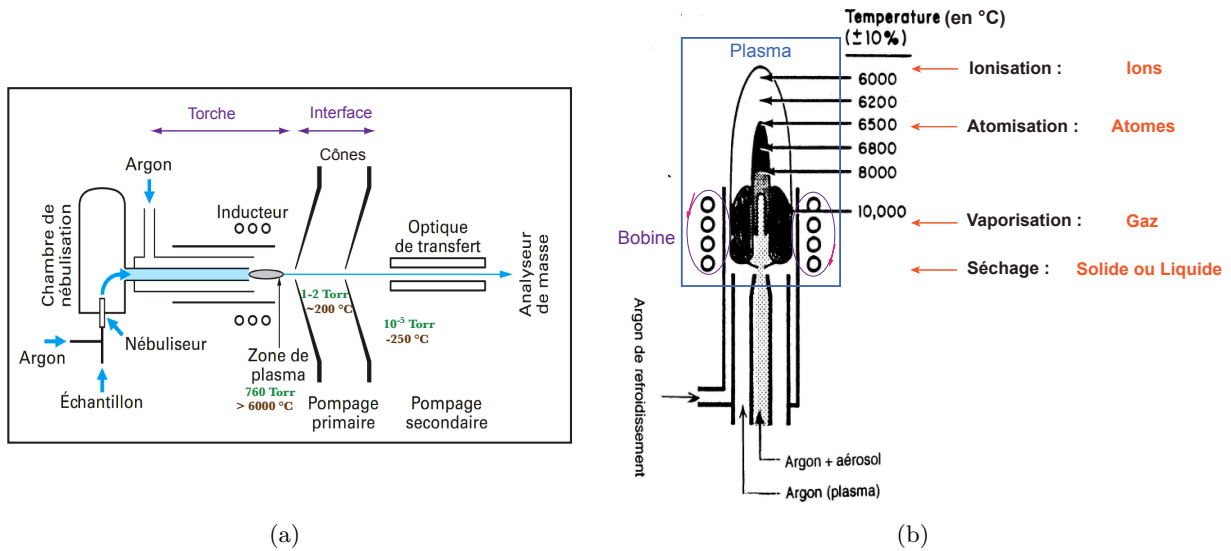 Torche
Interface
Argon
Cônes
Chambre de
nébulisation
Inducteur
Optique
de transfert
Analyseur
de masse
1-2 Torr
~200 °C
10⁻⁵ Torr
-250 °C
Nébuliseur
Argon
Échantillon
Zone de
plasma
760 Torr
> 6000 °C
Pompage
primaire
Pompage
secondaire
(a)
Temperature (en °C)
(±10%)
Plasma
6000
6200
6500
6800
8000
10,000
Ionisation : Ions
Atomisation : Atomes
Vaporisation : Gaz
Séchage : Solide ou Liquide
Bobine
Argon de refroidissement
Argon + aérosol
Argon (plasma)
(b)